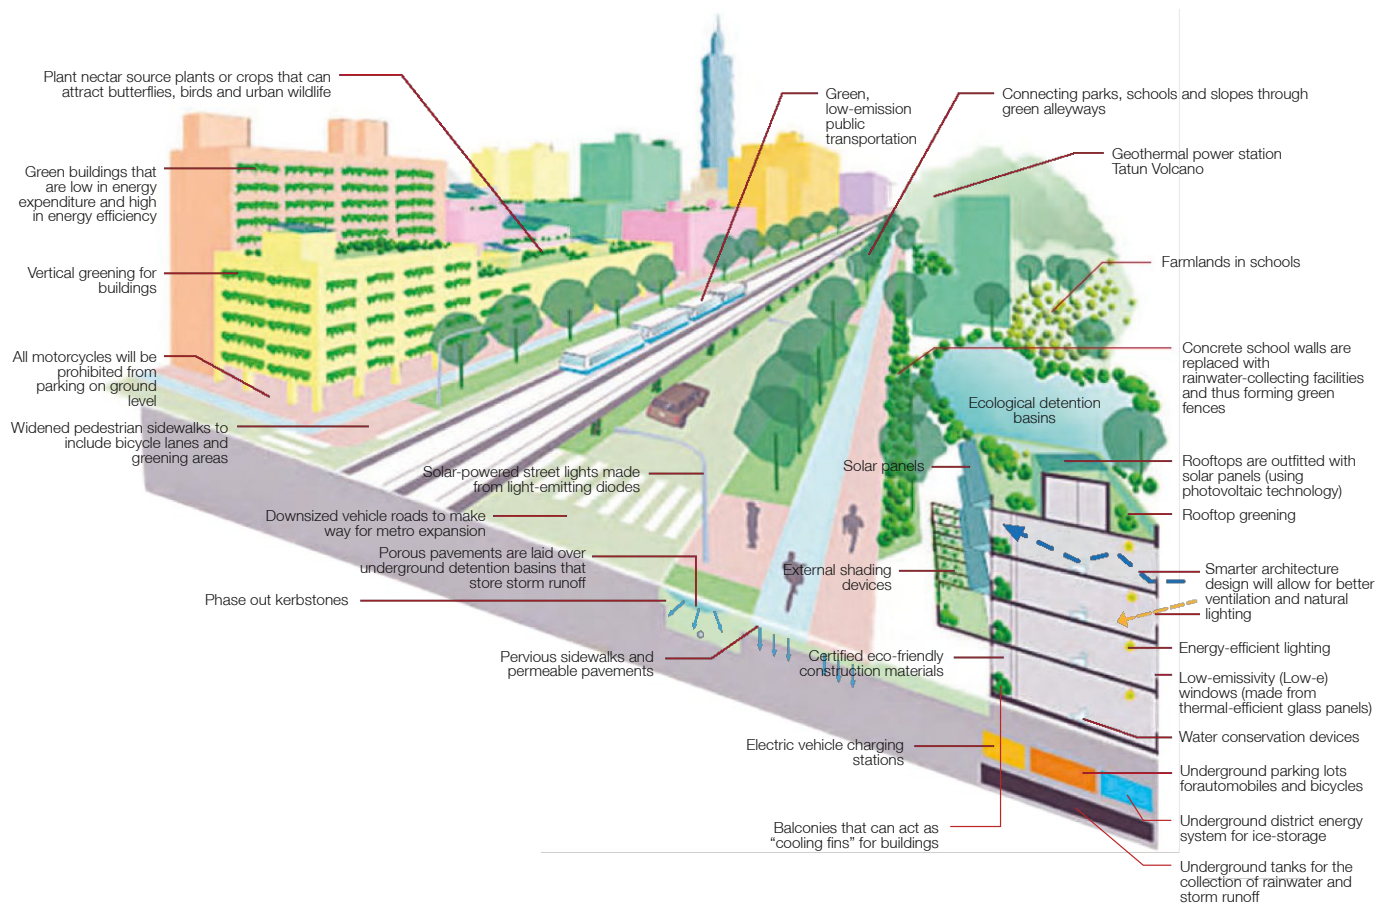 Plant nectar source plants or crops that can
attract butterflies, birds and urban wildlife
Green,
low-emission
public
transportation
Connecting parks, schools and slopes through
green alleyways
Geothermal power station
Tatun Volcano
Green buildings that
are low in energy
expenditure and high
in energy efficiency
Farmlands in schools
Vertical greening for
buildings
All motorcycles will be
prohibited from
parking on ground
level
Concrete school walls are
replaced with
rainwater-collecting facilities
and thus forming green
fences
Ecological detention
basins
Widened pedestrian sidewalks to
include bicycle lanes and
greening areas
Solar-powered street lights made
from light-emitting diodes
Solar panels
Rooftops are outfitted with
solar panels (using
photovoltaic technology)
Rooftop greening
Downsized vehicle roads to make
way for metro expansion
Porous pavements are laid over
underground detention basins that
store storm runoff
External shading
devices
Smarter architecture
design will allow for better
ventilation and natural
lighting
Phase out kerbstones
Pervious sidewalks and
permeable pavements
Certified eco-friendly
construction materials
Energy-efficient lighting
Low-emissivity (Low-e)
windows (made from
thermal-efficient glass panels)
Water conservation devices
Electric vehicle charging
stations
Underground parking lots
forautomobiles and bicycles
Balconies that can act as
“cooling fins” for buildings
Underground district energy
system for ice-storage
Underground tanks for the
collection of rainwater and
storm runoff